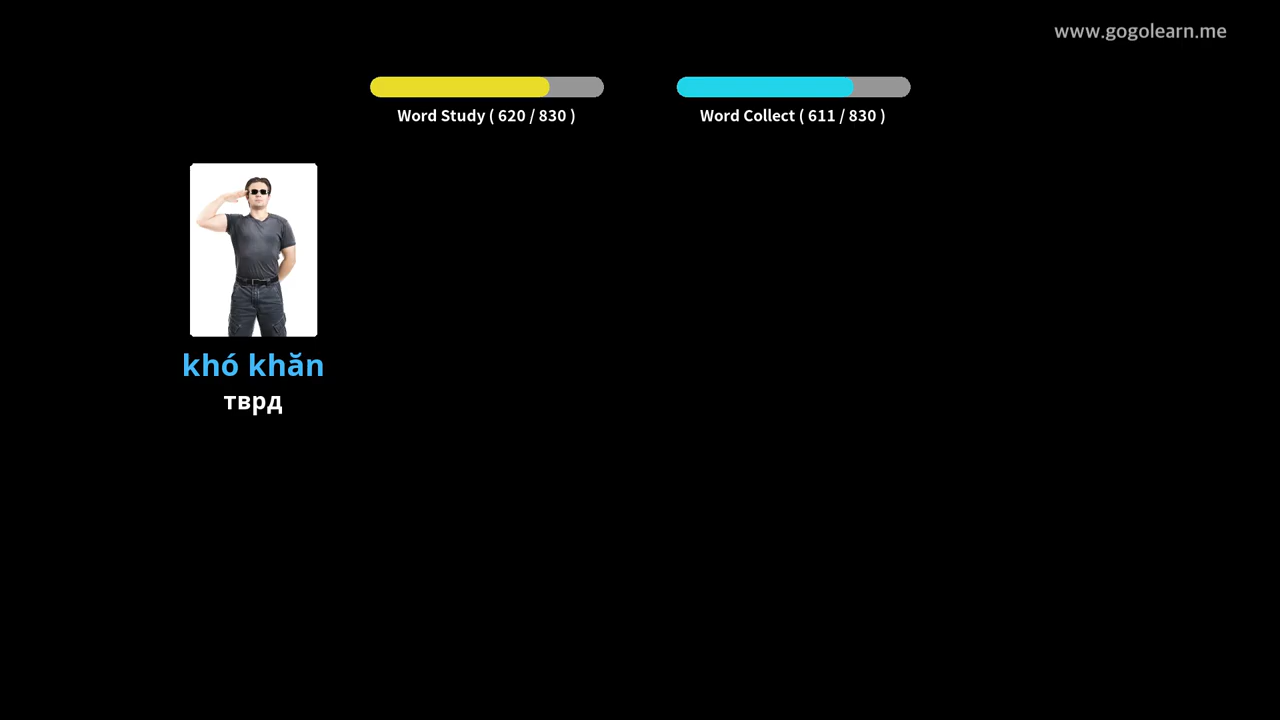 www.gogolearn.me
Word Study ( 620 / 830 )
Word Collect ( 611 / 830 )
khó khăn
тврд